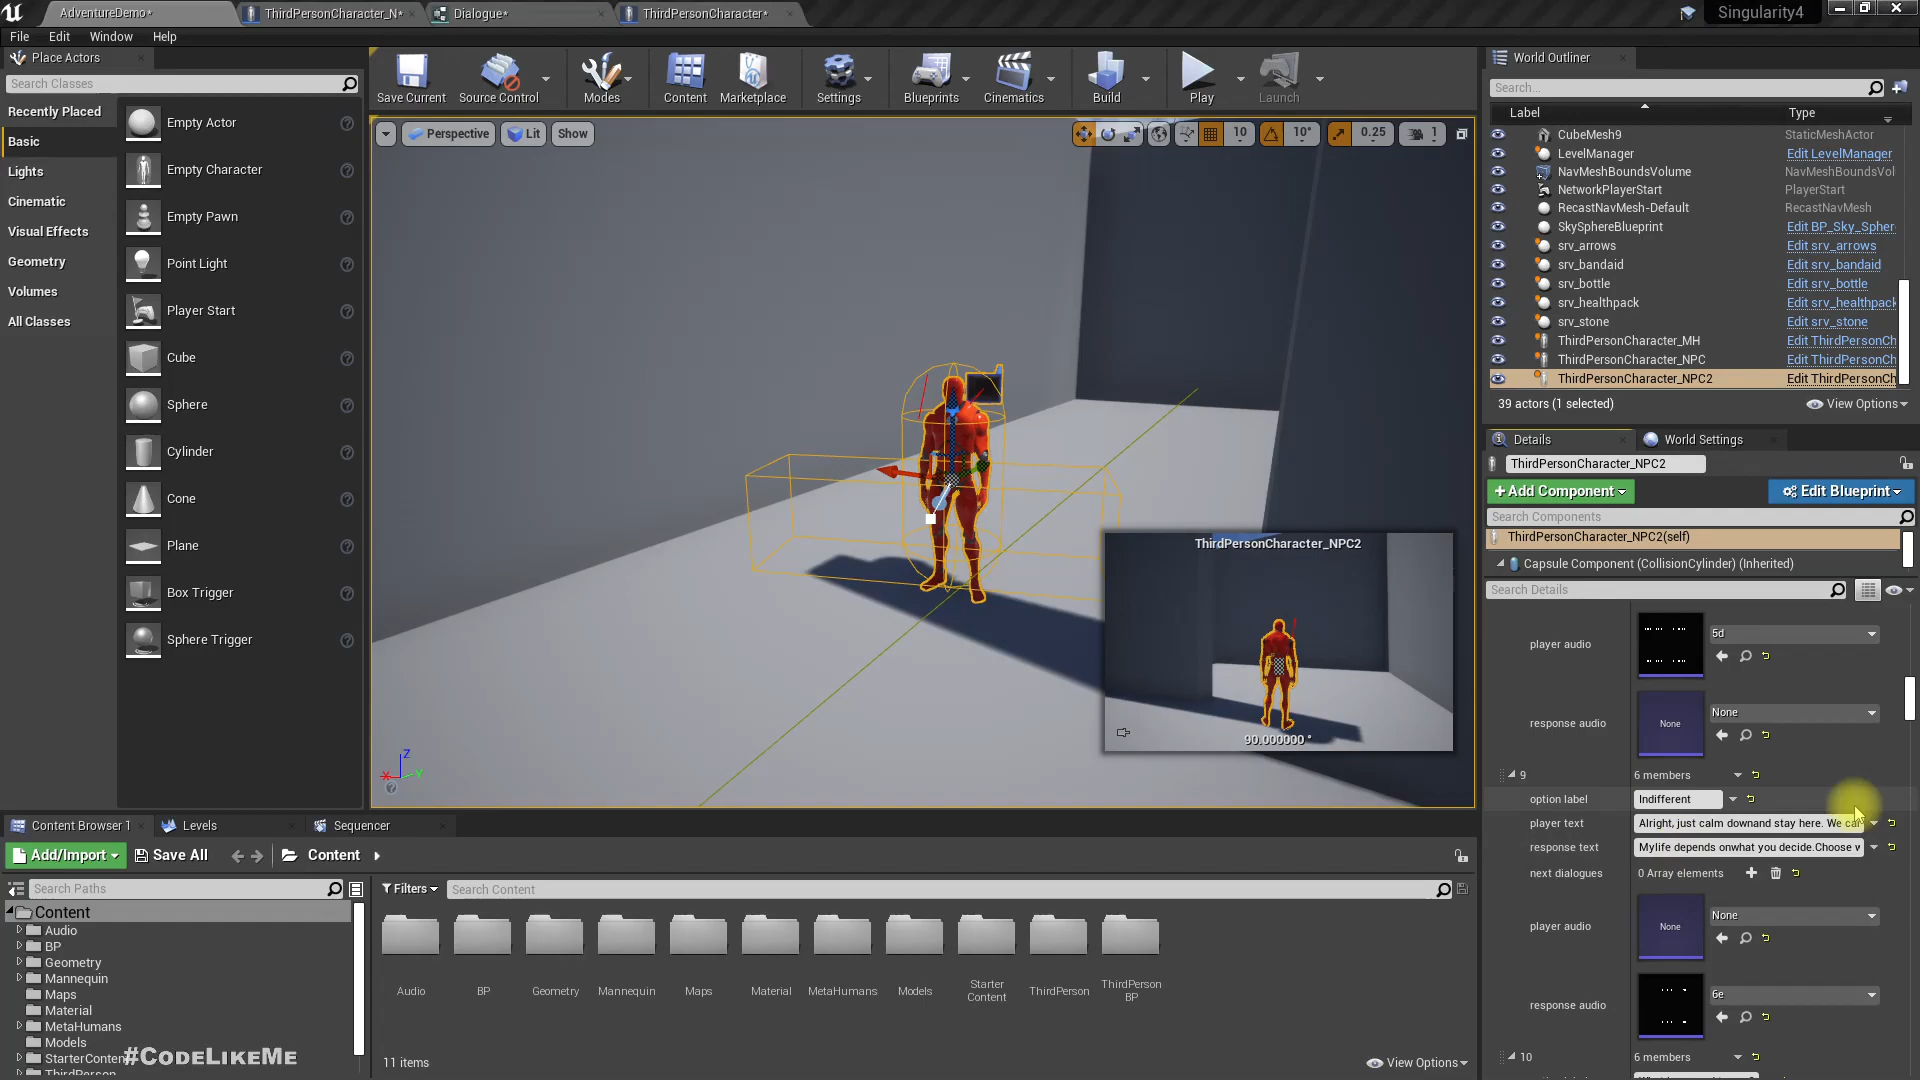 AdventureDemo*
ThirdPersonCharacter_N*
Dialogue*
ThirdPersonCharacter*
Singularity4
File
Edit
Window
Help
Place Actors
Search Classes
Recently Placed
Basic
Lights
Cinematic
Visual Effects
Geometry
Volumes
All Classes
Empty Actor
Empty Character
Empty Pawn
Point Light
Player Start
Cube
Sphere
Cylinder
Cone
Plane
Box Trigger
Sphere Trigger
Save Current
Source Control
Modes
Content
Marketplace
Settings
Blueprints
Cinematics
Build
Play
Launch
Perspective
Lit
Show
10
10°
0.25
1
ThirdPersonCharacter_NPC2
90.000000 °
Z
X
Y
World Outliner
Search...
Label
Type
CubeMesh9
StaticMeshActor
LevelManager
Edit LevelManager
NavMeshBoundsVolume
NavMeshBoundsVol
NetworkPlayerStart
PlayerStart
RecastNavMesh-Default
RecastNavMesh
SkySphereBlueprint
Edit BP_Sky_Spher
srv_arrows
Edit srv_arrows
srv_bandaid
Edit srv_bandaid
srv_bottle
Edit srv_bottle
srv_healthpack
Edit srv_healthpack
srv_stone
Edit srv_stone
ThirdPersonCharacter_MH
Edit ThirdPersonCh
ThirdPersonCharacter_NPC
Edit ThirdPersonCh
ThirdPersonCharacter_NPC2
Edit ThirdPersonCh
39 actors (1 selected)
View Options
Details
World Settings
ThirdPersonCharacter_NPC2
Add Component
Edit Blueprint
Search Components
ThirdPersonCharacter_NPC2(self)
Capsule Component (CollisionCylinder) (Inherited)
Search Details
player audio
5d
response audio
None
None
9
6 members
option label
Indifferent
player text
Alright, just calm downand stay here. We can
response text
Mylife depends onwhat you decide.Choose w
next dialogues
0 Array elements
player audio
None
None
response audio
6e
10
6 members
Content Browser 1
Levels
Sequencer
Add/Import
Save All
Content
Search Paths
Filters
Search Content
Content
Audio
BP
Geometry
Mannequin
Maps
Material
MetaHumans
Models
StarterConten
#CodeLikeMe
Audio
BP
Geometry
Mannequin
Maps
Material
MetaHumans
Models
Starter
Content
ThirdPerson
ThirdPerson
BP
11 items
View Options